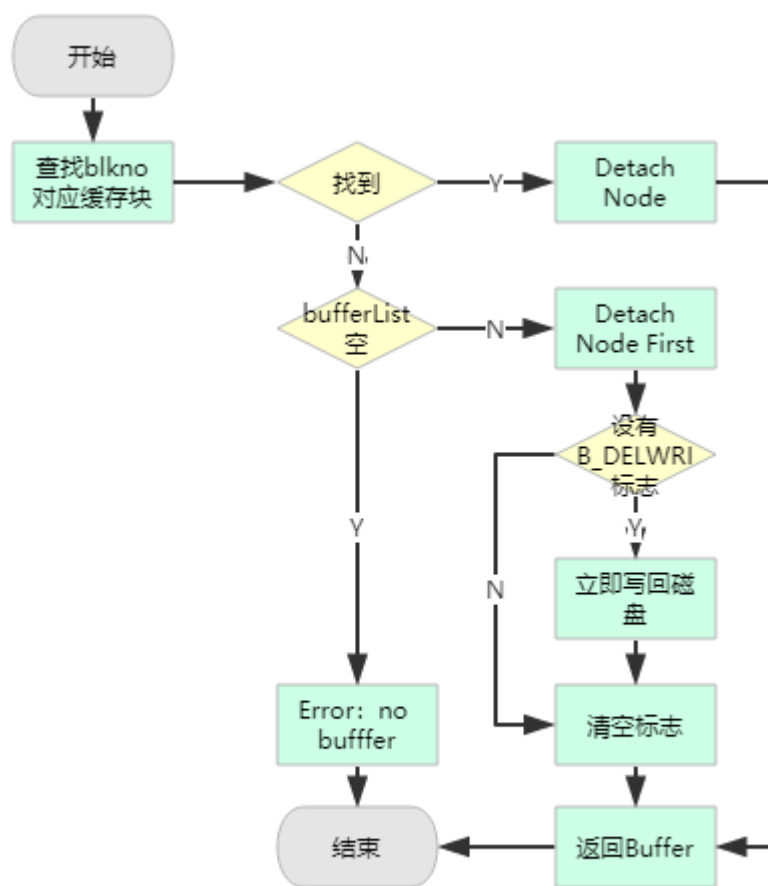 开始
查找blkno
对应缓存块
找到
Y
Detach
Node
N
bufferList
空
N
Detach
Node First
设有
B_DELWRI
标志
Y
Y
N
立即写回磁
盘
Error：no
bufffer
清空标志
结束
返回Buffer